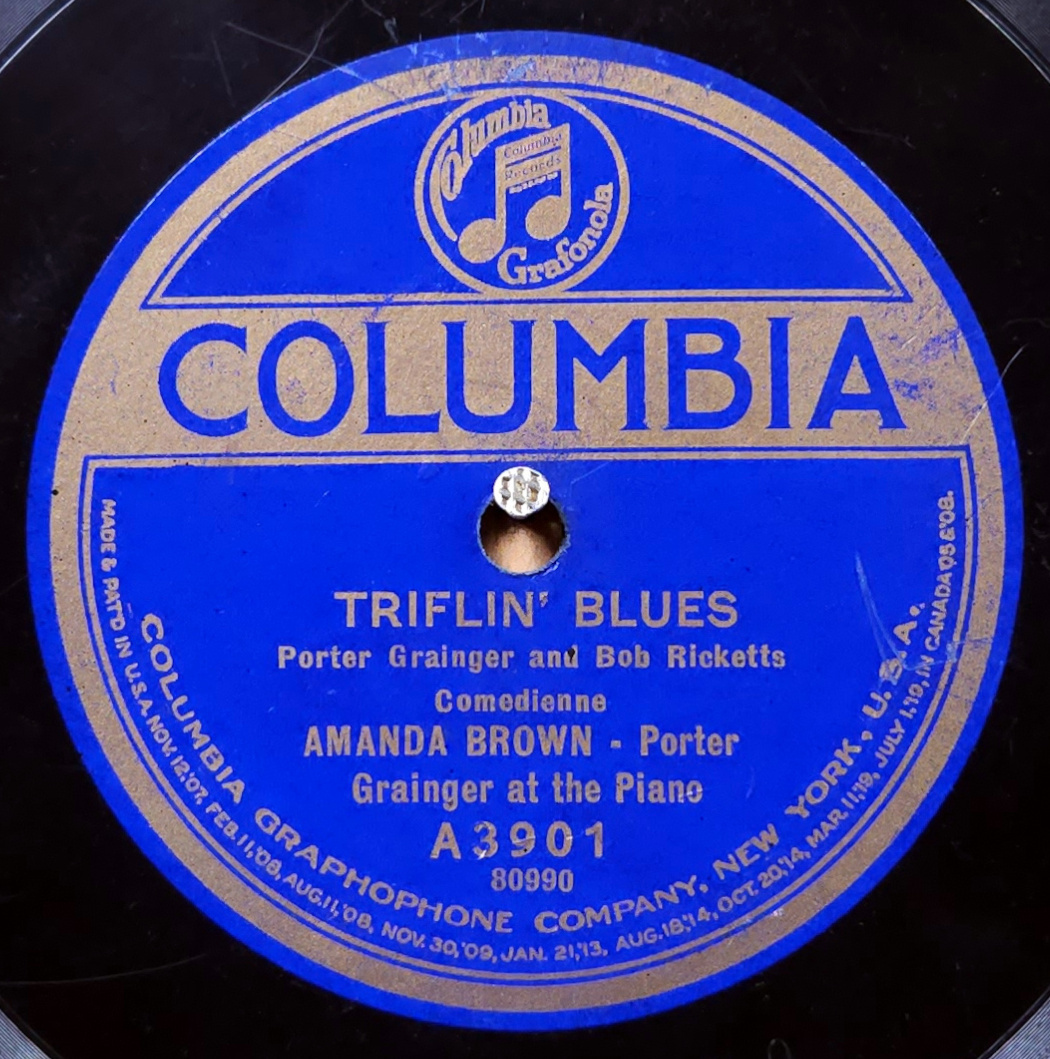 Columbia
Columbia
Records
Grafonola
COLUMBIA
TRIFLIN' BLUES
Porter Grainger and Bob Ricketts
Comedienne
AMANDA BROWN - Porter
Grainger at the Piano
A3901
80990
COLUMBIA GRAPHOPHONE COMPANY, NEW YORK, U.S.A.
MADE & PAT'D IN U.S.A. NOV. 12,'07, FEB. 11,'08, AUG. 11,'08, NOV. 30,'09, JAN. 21,'13, AUG. 18,'14, OCT. 20,'14, MAR. 11,'19, JULY 1,'19, IN CANADA '05 & '08.